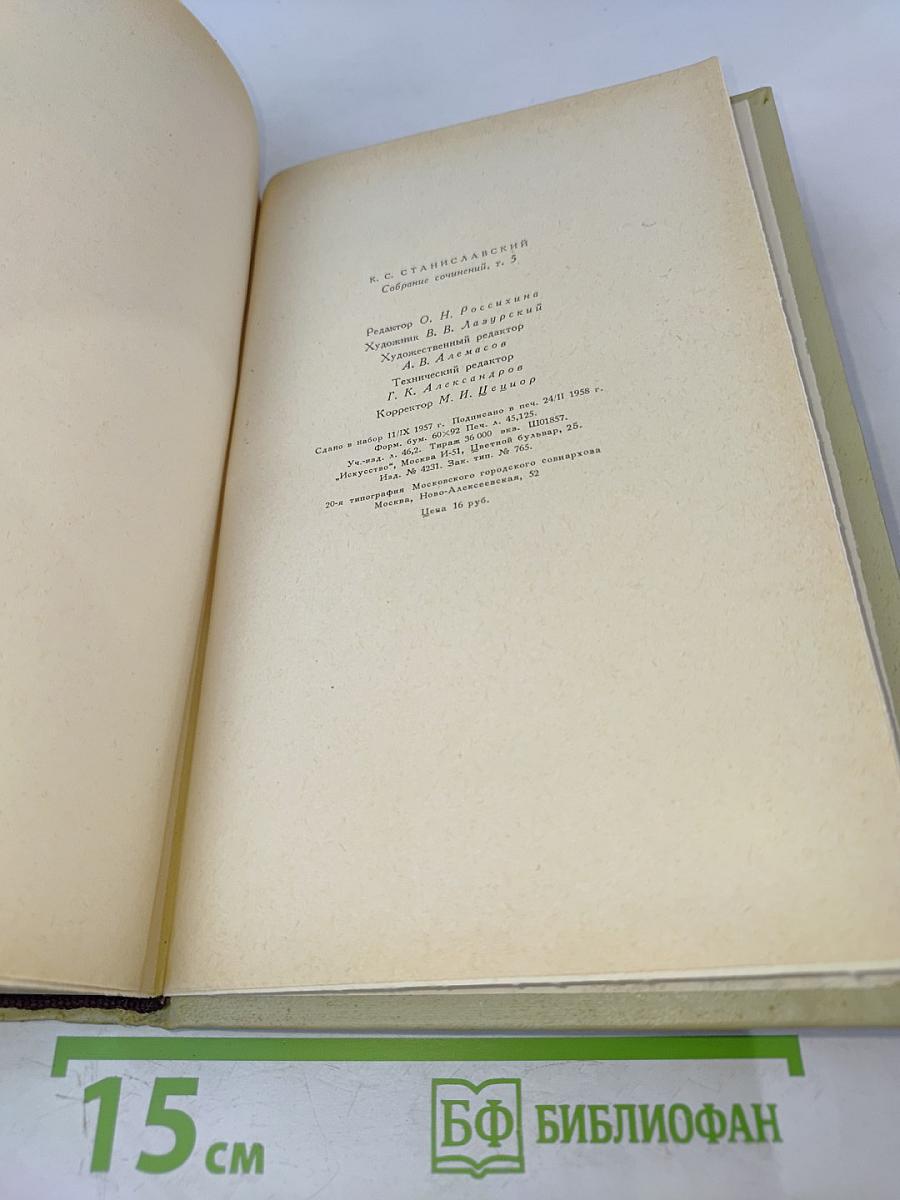 К. С. СТАНИСЛАВСКИЙ
Собрание сочинений, т. 5
Редактор О. Н. Россихина
Художник В. В. Лазурский
Художественный редактор
А. В. Алемасов
Технический редактор
Г. К. Александров
Корректор М. И. Цециор
Сдано в набор 11/IX 1957 г. Подписано в печ. 24/II 1958 г.
Форм. бум. 60×92 Печ. л. 45,125.
Уч.-изд. л. 46,2. Тираж 36 000 экз. Ш01857.
„Искусство“, Москва И-51, Цветной бульвар, 25.
Изд. № 4231. Зак. тип. № 765.
20-я типография Московского городского совнархоза
Москва, Ново-Алексеевская, 52
Цена 16 руб.
15 см
БФ БИБЛИОФАН